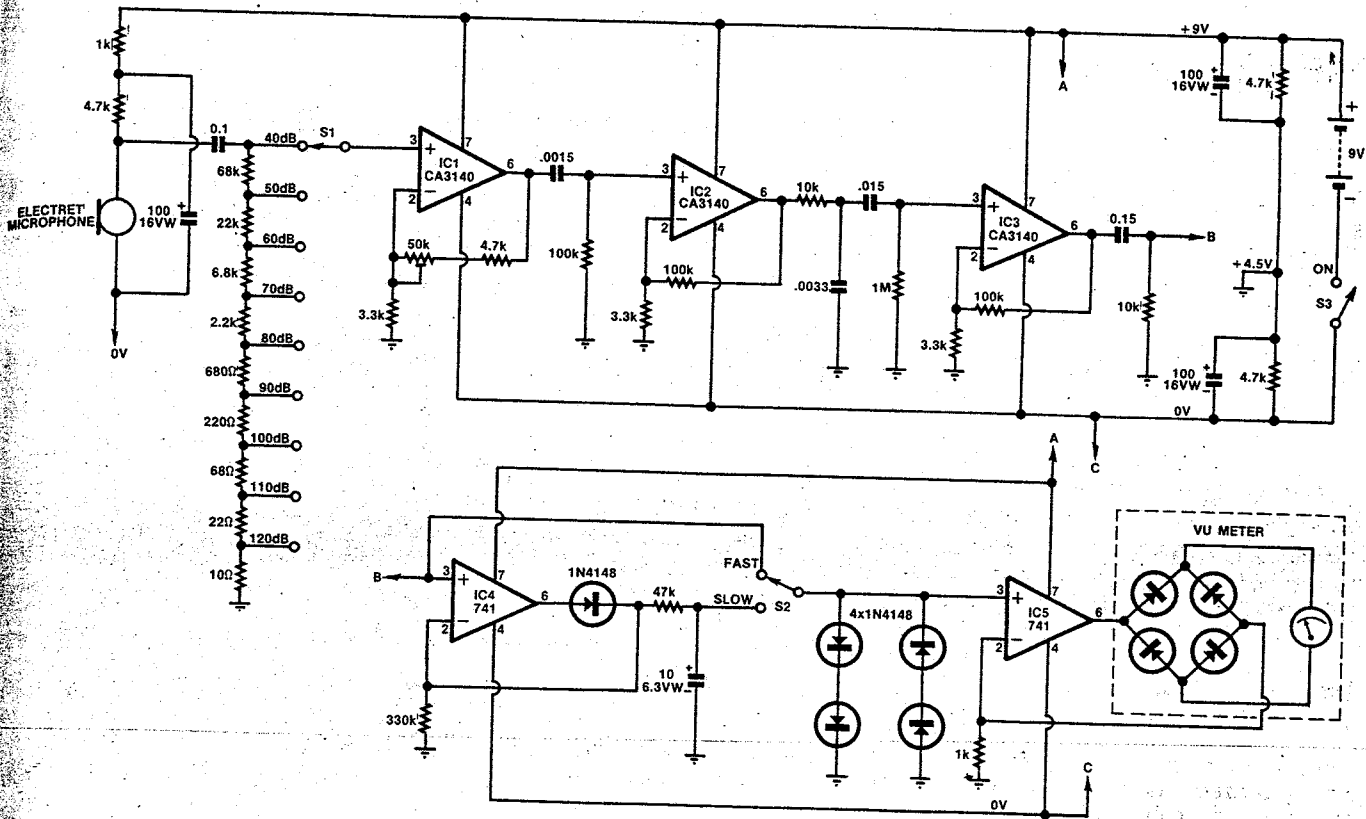 +9V
1k
A
100
16VW
4.7k
4.7k
+
9V
-
0.1
40dB
S1
3
7
+
IC1
CA3140
6
-
2
4
.0015
3
7
+
IC2
CA3140
6
-
2
4
10k
.015
3
7
+
IC3
CA3140
6
-
2
4
0.15
B
68k
50dB
ELECTRET
MICROPHONE
+
100
16VW
22k
60dB
50k
4.7k
100k
100k
.0033
1M
100k
10k
+4.5V
ON
S3
6.8k
70dB
3.3k
3.3k
3.3k
2.2k
80dB
0V
680Ω
90dB
+
100
16VW
4.7k
0V
220Ω
100dB
C
A
68Ω
110dB
22Ω
120dB
10Ω
VU METER
B
3
7
+
IC4
741
6
-
2
4
1N4148
47k
FAST
SLOW
S2
4x1N4148
3
7
+
IC5
741
6
-
2
4
+
10
6.3VW
-
330k
1k
C
0V